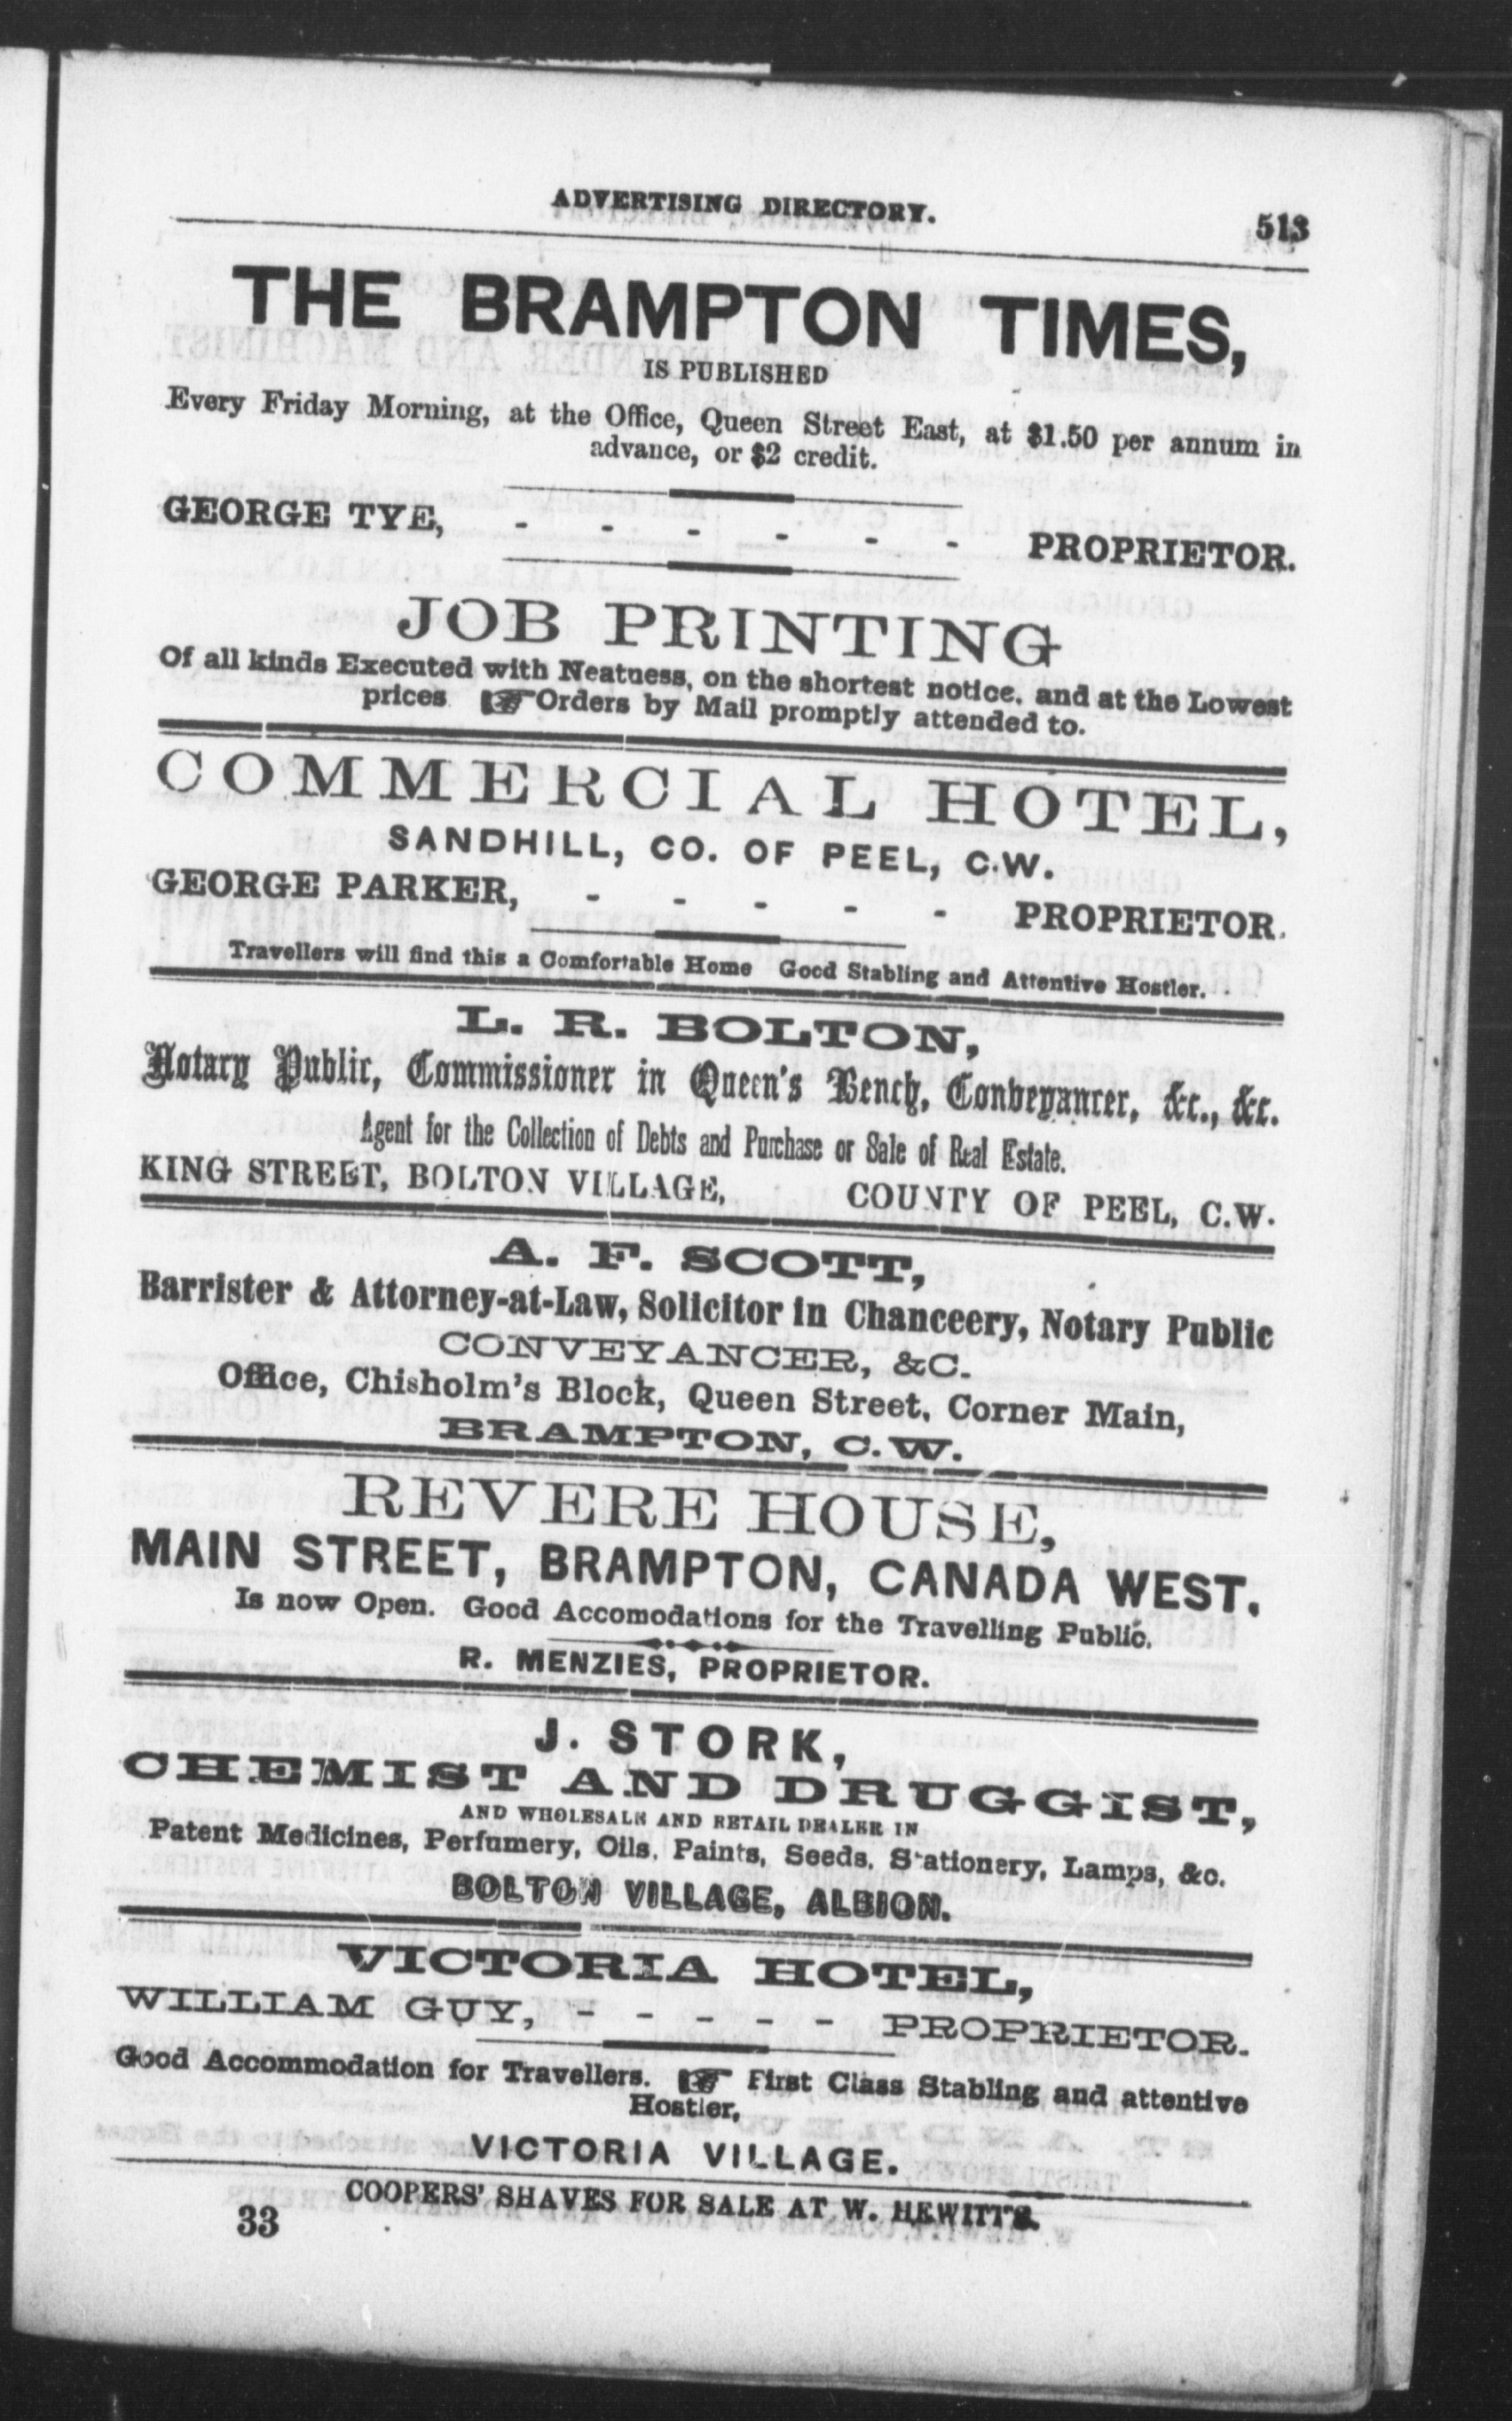 ADVERTISING DIRECTORY. 513
THE BRAMPTON TIMES,
IS PUBLISHED
Every Friday Morning, at the Office, Queen Street East, at $1.50 per annum in
advance, or $2 credit.
GEORGE TYE, - - - - - - PROPRIETOR.
JOB PRINTING
Of all kinds Executed with Neatness, on the shortest notice, and at the Lowest
prices. ☞Orders by Mail promptly attended to.
COMMERCIAL HOTEL,
SANDHILL, CO. OF PEEL, C.W.
GEORGE PARKER, - - - - - PROPRIETOR.
Travellers will find this a Comfortable Home Good Stabling and Attentive Hostler.
L. R. BOLTON,
Notary Public, Commissioner in Queen's Bench, Conveyancer, &c., &c.
Agent for the Collection of Debts and Purchase or Sale of Real Estate.
KING STREET, BOLTON VILLAGE, COUNTY OF PEEL, C.W.
A. F. SCOTT,
Barrister & Attorney-at-Law, Solicitor in Chanceery, Notary Public
CONVEYANCER, &C.
Office, Chisholm's Block, Queen Street, Corner Main,
BRAMPTON, C.W.
REVERE HOUSE,
MAIN STREET, BRAMPTON, CANADA WEST.
Is now Open. Good Accomodations for the Travelling Public.
R. MENZIES, PROPRIETOR.
J. STORK,
CHEMIST AND DRUGGIST,
AND WHOLESALE AND RETAIL DEALER IN
Patent Medicines, Perfumery, Oils, Paints, Seeds, Stationery, Lamps, &c.
BOLTON VILLAGE, ALBION.
VICTORIA HOTEL,
WILLIAM GUY, - - - - - PROPRIETOR.
Good Accommodation for Travellers. ☞ First Class Stabling and attentive
Hostler,
VICTORIA VILLAGE.
COOPERS' SHAVES FOR SALE AT W. HEWITT'S.
33